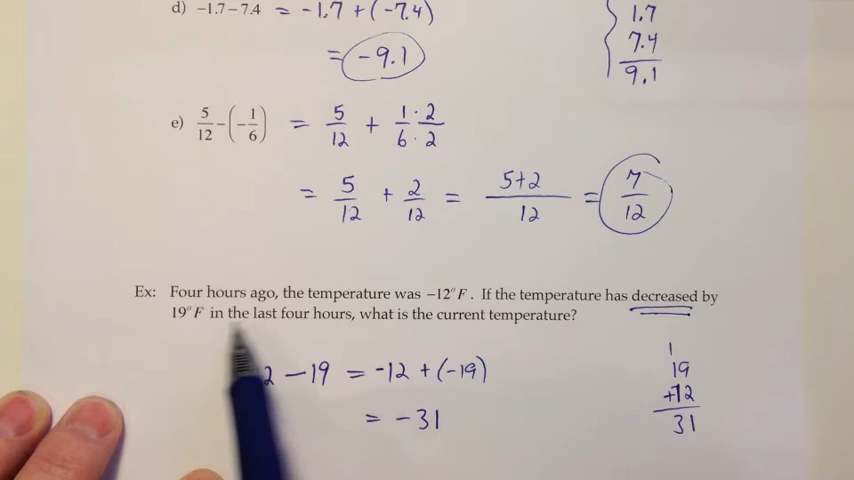 d) −1.7 − 7.4 = −1.7 + (−7.4)
= −9.1
1.7
7.4
9.1
e) 5/12 − (−1/6) = 5/12 + 1·2/6·2
= 5/12 + 2/12 = 5+2/12 = 7/12
Ex: Four hours ago, the temperature was −12°F. If the temperature has decreased by
19°F in the last four hours, what is the current temperature?
2 − 19 = −12 + (−19)
= −31
1
19
+12
31